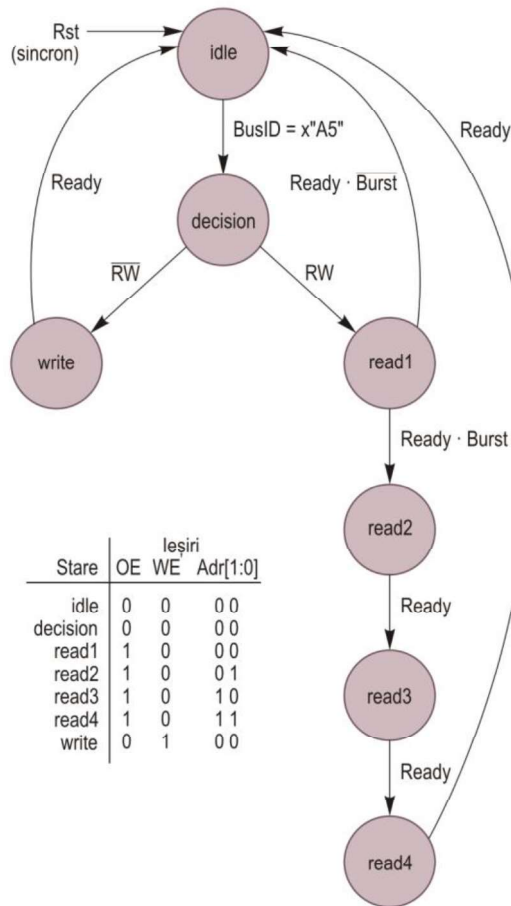 Rst
(sincron)
idle
BusID = x"A5"
Ready
Ready
Ready · B̅u̅r̅s̅t̅
decision
R̅W̅
RW
write
read1
Ready · Burst
read2
Ready
read3
Ready
read4
Ieșiri
Stare OE WE Adr[1:0]
idle 0 0 0 0
decision 0 0 0 0
read1 1 0 0 0
read2 1 0 0 1
read3 1 0 1 0
read4 1 0 1 1
write 0 1 0 0